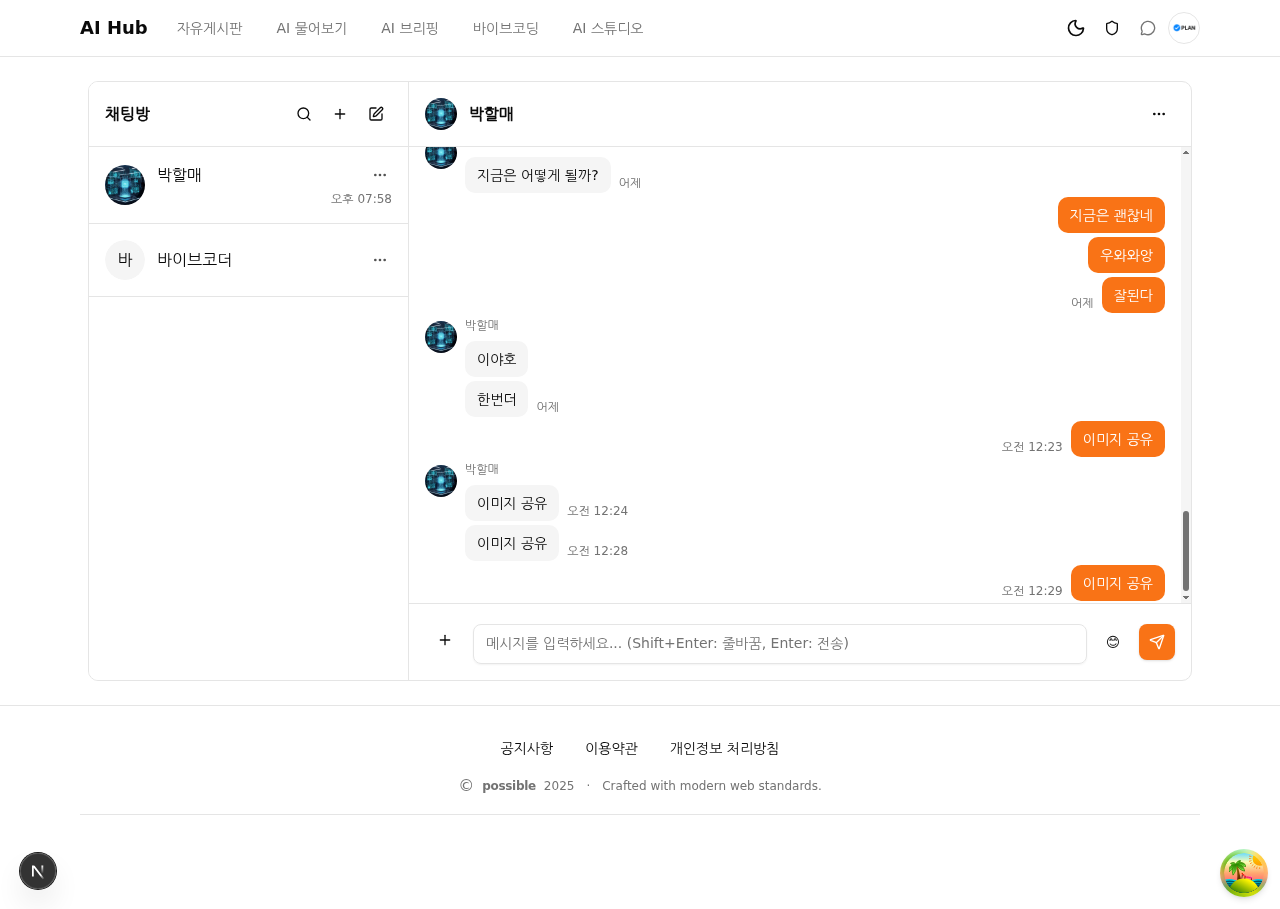 AI Hub 자유게시판 AI 물어보기 AI 브리핑 바이브코딩 AI 스튜디오 PLAN
채팅방
박할매
오후 07:58
바 바이브코더
박할매
지금은 어떻게 될까? 어제
지금은 괜찮네
우와와앙
어제 잘된다
박할매
이야호
한번더 어제
오전 12:23 이미지 공유
박할매
이미지 공유 오전 12:24
이미지 공유 오전 12:28
오전 12:29 이미지 공유
메시지를 입력하세요... (Shift+Enter: 줄바꿈, Enter: 전송)
공지사항 이용약관 개인정보 처리방침
© possible 2025 · Crafted with modern web standards.
N